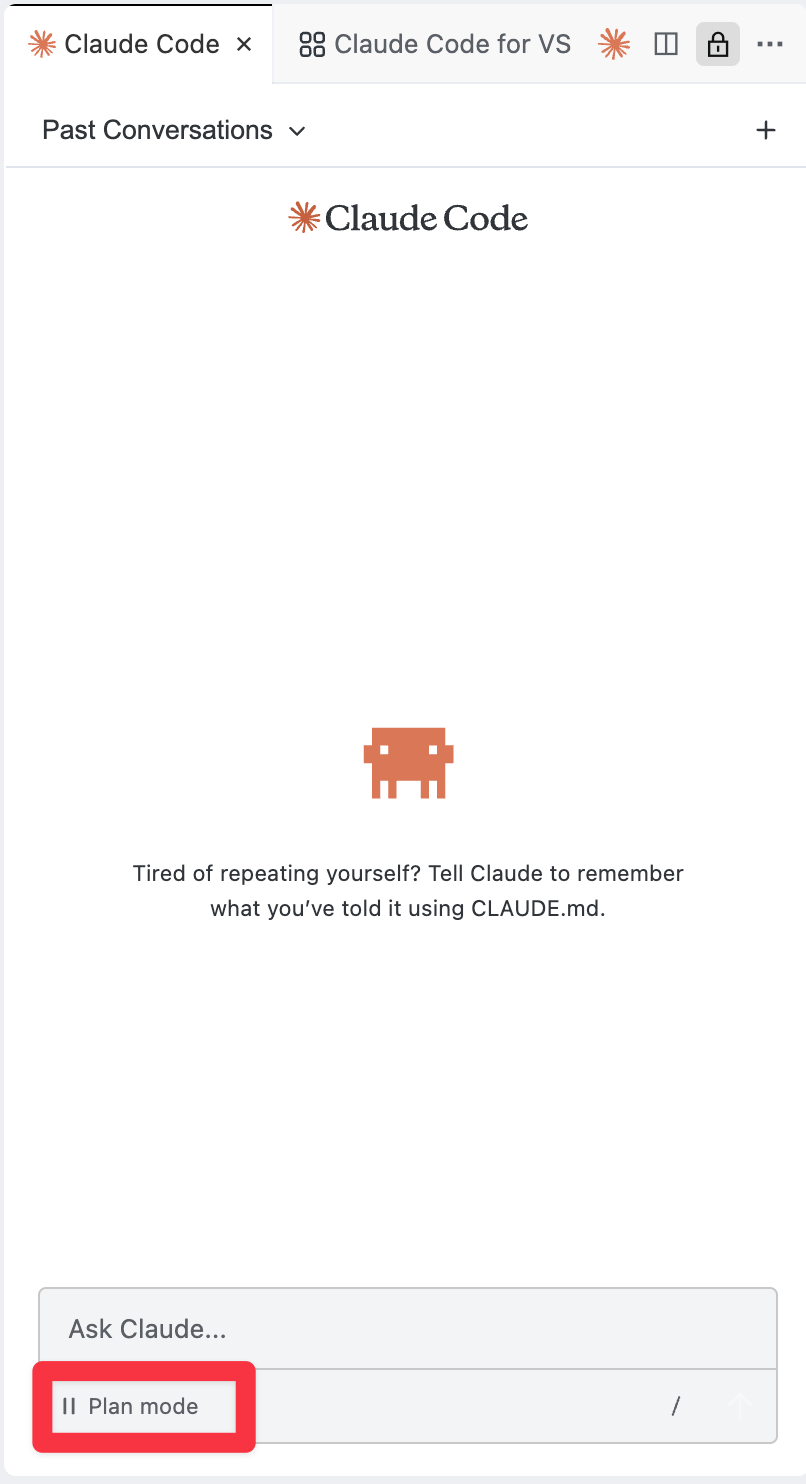 Claude Code
Claude Code for VS
Past Conversations
Claude Code
Tired of repeating yourself? Tell Claude to remember
what you’ve told it using CLAUDE.md.
Ask Claude...
Plan mode
/